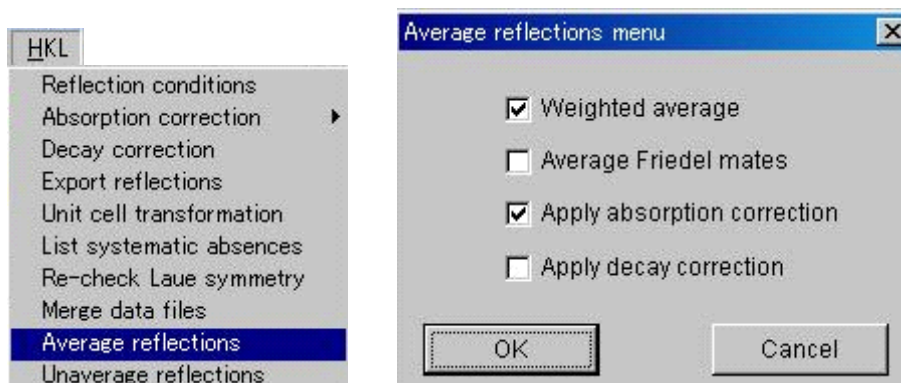 HKL
Reflection conditions
Absorption correction
Decay correction
Export reflections
Unit cell transformation
List systematic absences
Re-check Laue symmetry
Merge data files
Average reflections
Unaverage reflections
Average reflections menu
Weighted average
Average Friedel mates
Apply absorption correction
Apply decay correction
OK
Cancel